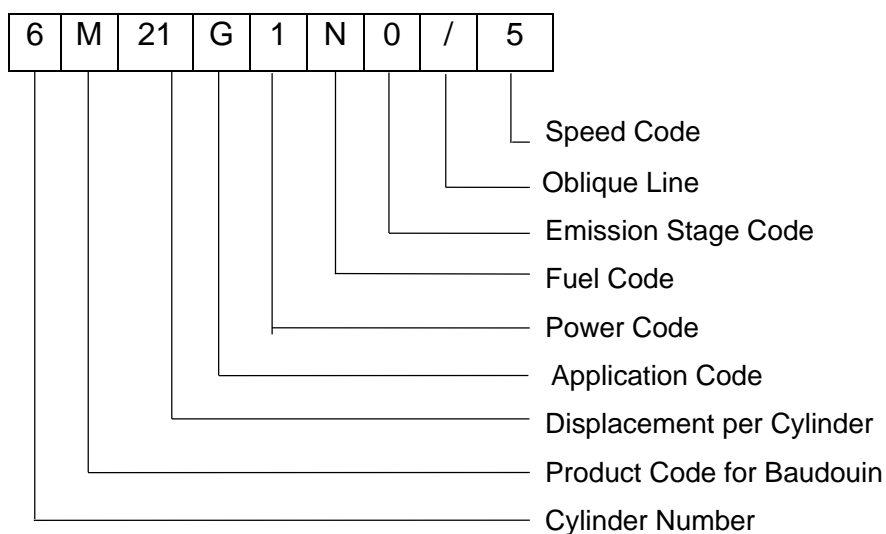 6 M 21 G 1 N 0 / 5
Speed Code
Oblique Line
Emission Stage Code
Fuel Code
Power Code
Application Code
Displacement per Cylinder
Product Code for Baudouin
Cylinder Number